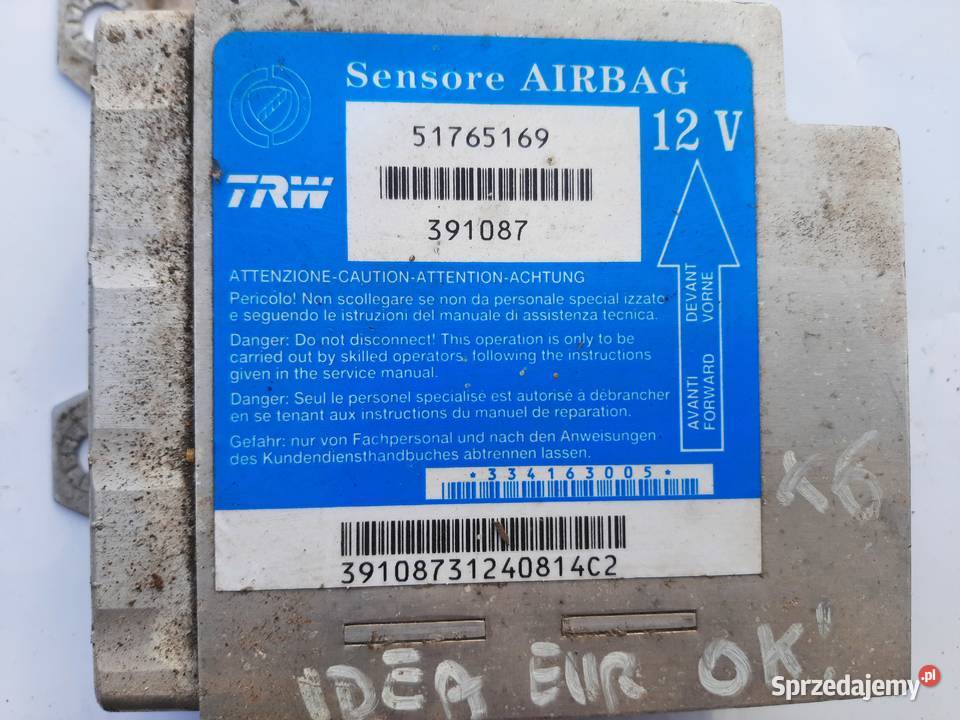 Sensore AIRBAG
51765169
12 V
TRW
391087
ATTENZIONE-CAUTION-ATTENTION-ACHTUNG
Pericolo! Non scollegare se non da personale special izzato
e seguendo le istruzioni del manuale di assistenza tecnica.
Danger: Do not disconnect! This operation is only to be
carried out by skilled operators, following the instructions
given in the service manual.
Danger: Seul le personel specialisé est autorisé à débrancher
en se tenant aux instructions du manuel de reparation.
Gefahr: nur von Fachpersonal und nach den Anweisungen
des Kundendiensthandbuches abtrennen lassen.
AVANTI DEVANT
FORWARD VORNE
*334163005*
39108731240814C2
IDEA EUR OK
Sprzedajemy.pl